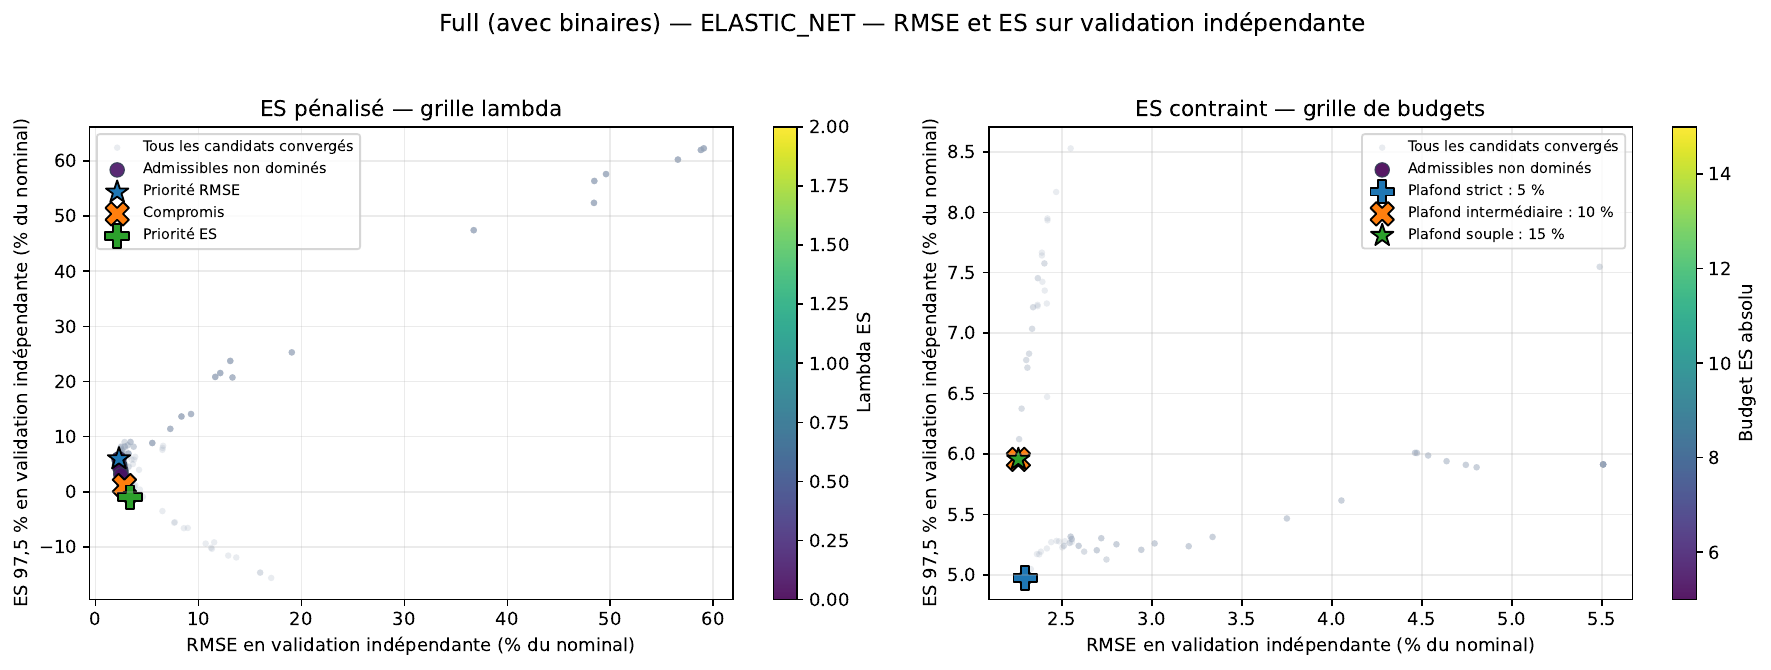 Full (avec binaires) — ELASTIC_NET — RMSE et ES sur validation indépendante
ES pénalisé — grille lambda
ES 97,5 % en validation indépendante (% du nominal)
60
50
40
30
20
10
0
−10
Tous les candidats convergés
Admissibles non dominés
Priorité RMSE
Compromis
Priorité ES
0
10
20
30
40
50
60
RMSE en validation indépendante (% du nominal)
2.00
1.75
1.50
1.25
1.00
0.75
0.50
0.25
0.00
Lambda ES
ES contraint — grille de budgets
ES 97,5 % en validation indépendante (% du nominal)
8.5
8.0
7.5
7.0
6.5
6.0
5.5
5.0
Tous les candidats convergés
Admissibles non dominés
Plafond strict : 5 %
Plafond intermédiaire : 10 %
Plafond souple : 15 %
2.5
3.0
3.5
4.0
4.5
5.0
5.5
RMSE en validation indépendante (% du nominal)
14
12
10
8
6
Budget ES absolu